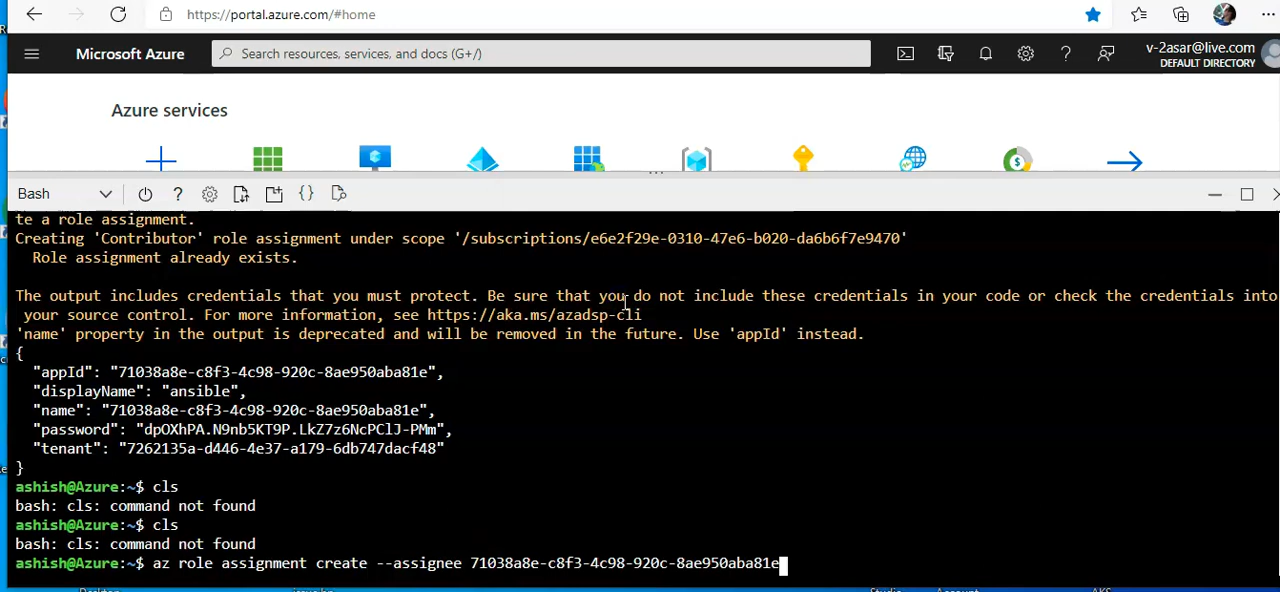 https://portal.azure.com/#home
Microsoft Azure
Search resources, services, and docs (G+/)
v-2asar@live.com
DEFAULT DIRECTORY
Azure services
Bash
te a role assignment.
Creating 'Contributor' role assignment under scope '/subscriptions/e6e2f29e-0310-47e6-b020-da6b6f7e9470'
Role assignment already exists.
The output includes credentials that you must protect. Be sure that you do not include these credentials in your code or check the credentials into
your source control. For more information, see https://aka.ms/azadsp-cli
'name' property in the output is deprecated and will be removed in the future. Use 'appId' instead.
{
"appId": "71038a8e-c8f3-4c98-920c-8ae950aba81e",
"displayName": "ansible",
"name": "71038a8e-c8f3-4c98-920c-8ae950aba81e",
"password": "dpOXhPA.N9nb5KT9P.LkZ7z6NcPClJ-PMm",
"tenant": "7262135a-d446-4e37-a179-6db747dacf48"
}
ashish@Azure:~$ cls
bash: cls: command not found
ashish@Azure:~$ cls
bash: cls: command not found
ashish@Azure:~$ az role assignment create --assignee 71038a8e-c8f3-4c98-920c-8ae950aba81e